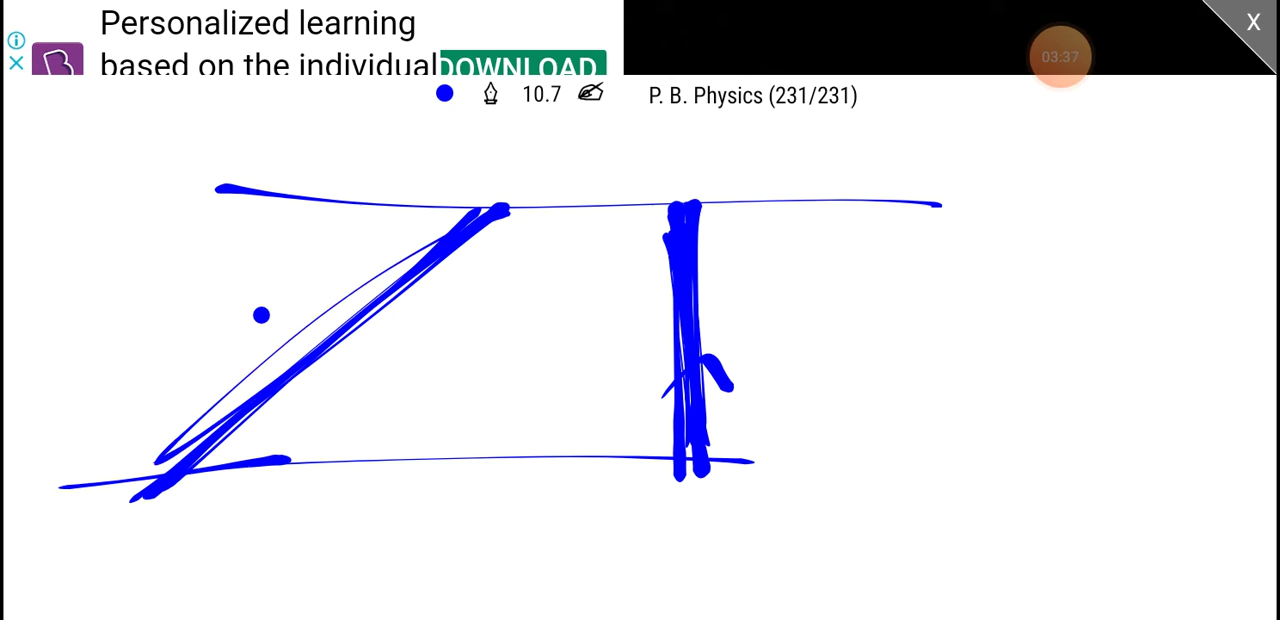 Personalized learning
based on the individual
DOWNLOAD
X
03:37
10.7
P. B. Physics (231/231)